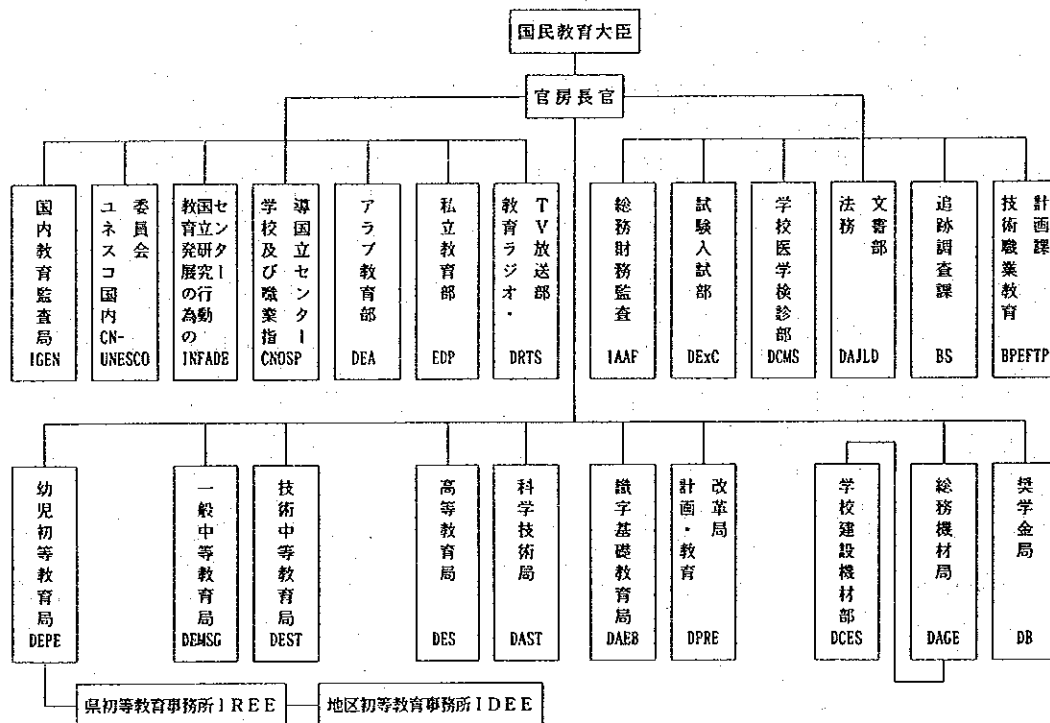 国民教育大臣
官房長官
国内教育監査局
IGEN
ユネスコ国内
委員会
CN-
UNESCO
教育発展の為の
国立研究行動
センター
INFADE
学校及び職業指
導国立センター
CNOSP
アラブ教育部
DEA
私立教育部
EDP
教育ラジオ・
TV放送部
DRTS
総務財務監査
IAAF
試験入試部
DExC
学校医学検診部
DCMS
法務
文書部
DAJLD
追跡調査課
BS
技術職業教育
計画課
BPEFTP
幼児初等教育局
DEPE
一般中等教育局
DEMSG
技術中等教育局
DEST
高等教育局
DES
科学技術局
DAST
識字基礎教育局
DAEB
計画・教育
改革局
DPRE
学校建設機材部
DCES
総務機材局
DAGE
奨学金局
DB
県初等教育事務所IREE
地区初等教育事務所IDEE